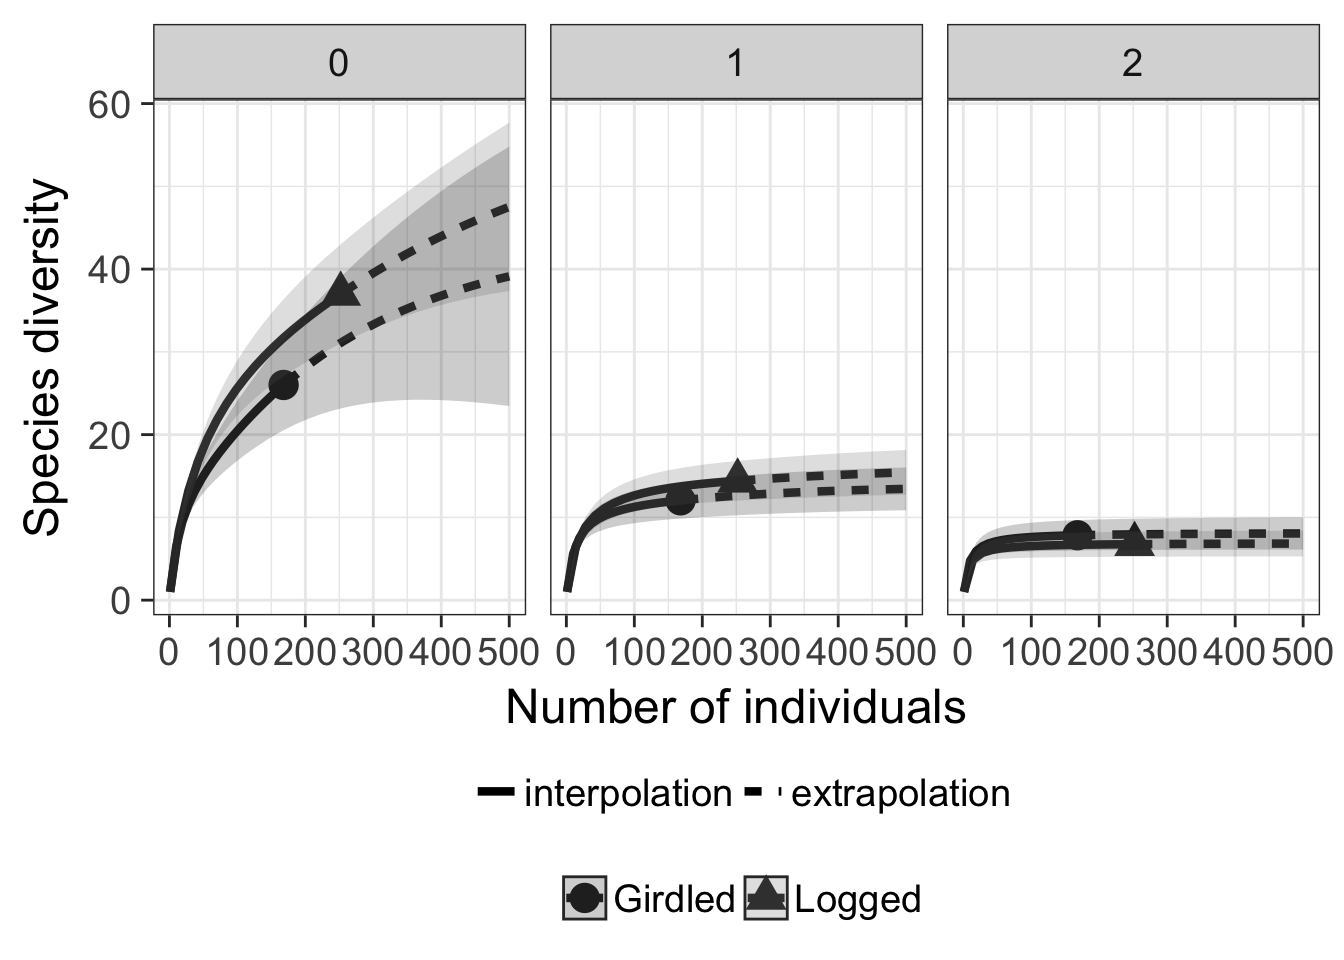 0 1 2
60
40
20
0
Species diversity
0 100 200 300 400 500 0 100 200 300 400 500 0 100 200 300 400 500
Number of individuals
interpolation extrapolation
Girdled Logged